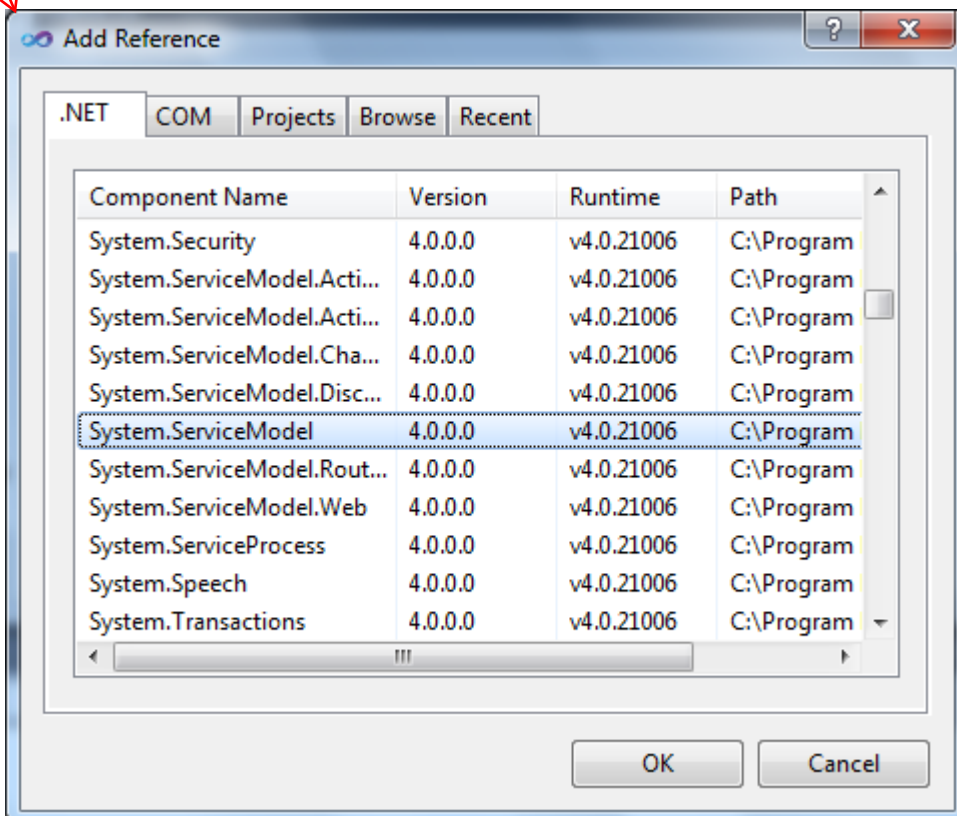 Add Reference
.NET COM Projects Browse Recent
Component Name Version Runtime Path
System.Security 4.0.0.0 v4.0.21006 C:\Program
System.ServiceModel.Acti... 4.0.0.0 v4.0.21006 C:\Program
System.ServiceModel.Acti... 4.0.0.0 v4.0.21006 C:\Program
System.ServiceModel.Cha... 4.0.0.0 v4.0.21006 C:\Program
System.ServiceModel.Disc... 4.0.0.0 v4.0.21006 C:\Program
System.ServiceModel 4.0.0.0 v4.0.21006 C:\Program
System.ServiceModel.Rout... 4.0.0.0 v4.0.21006 C:\Program
System.ServiceModel.Web 4.0.0.0 v4.0.21006 C:\Program
System.ServiceProcess 4.0.0.0 v4.0.21006 C:\Program
System.Speech 4.0.0.0 v4.0.21006 C:\Program
System.Transactions 4.0.0.0 v4.0.21006 C:\Program
OK Cancel